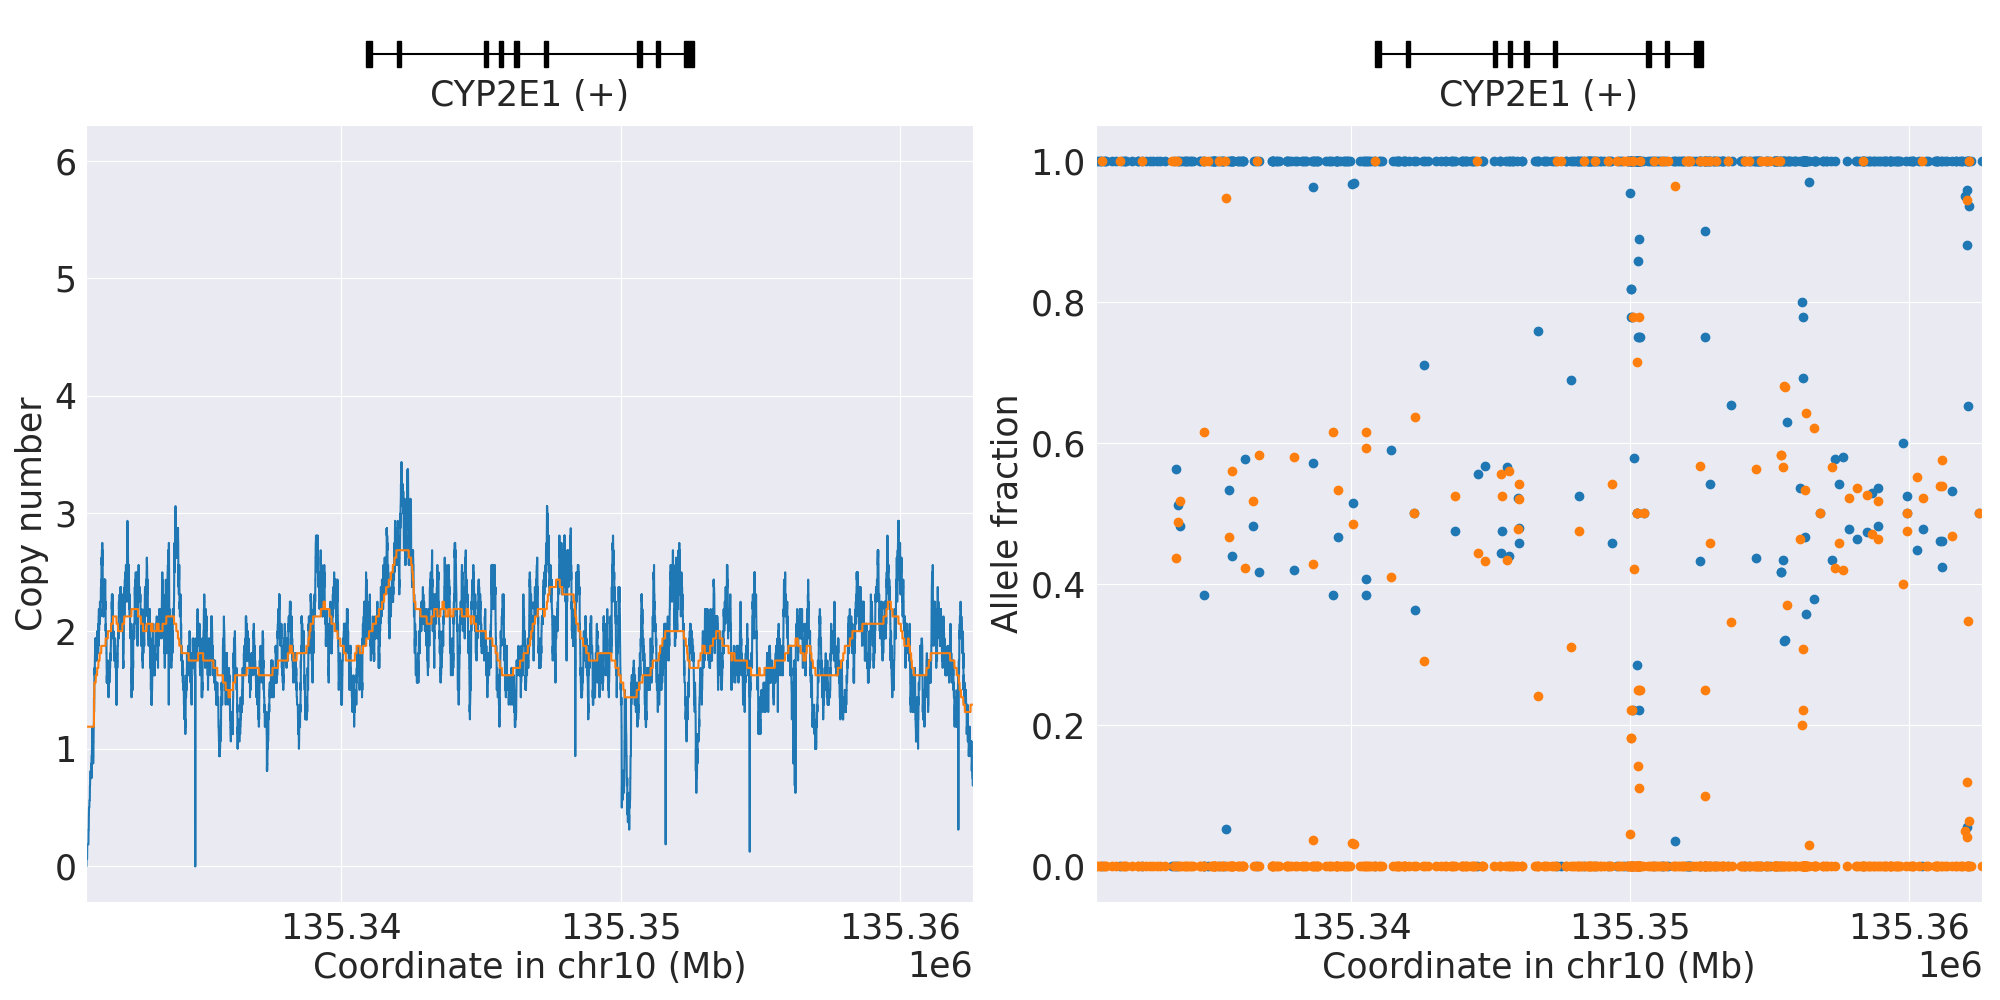 CYP2E1 (+)
6
5
4
3
2
1
0
Copy number
135.34 135.35 135.36
Coordinate in chr10 (Mb)
1e6
CYP2E1 (+)
1.0
0.8
0.6
0.4
0.2
0.0
Allele fraction
135.34 135.35 135.36
Coordinate in chr10 (Mb)
1e6